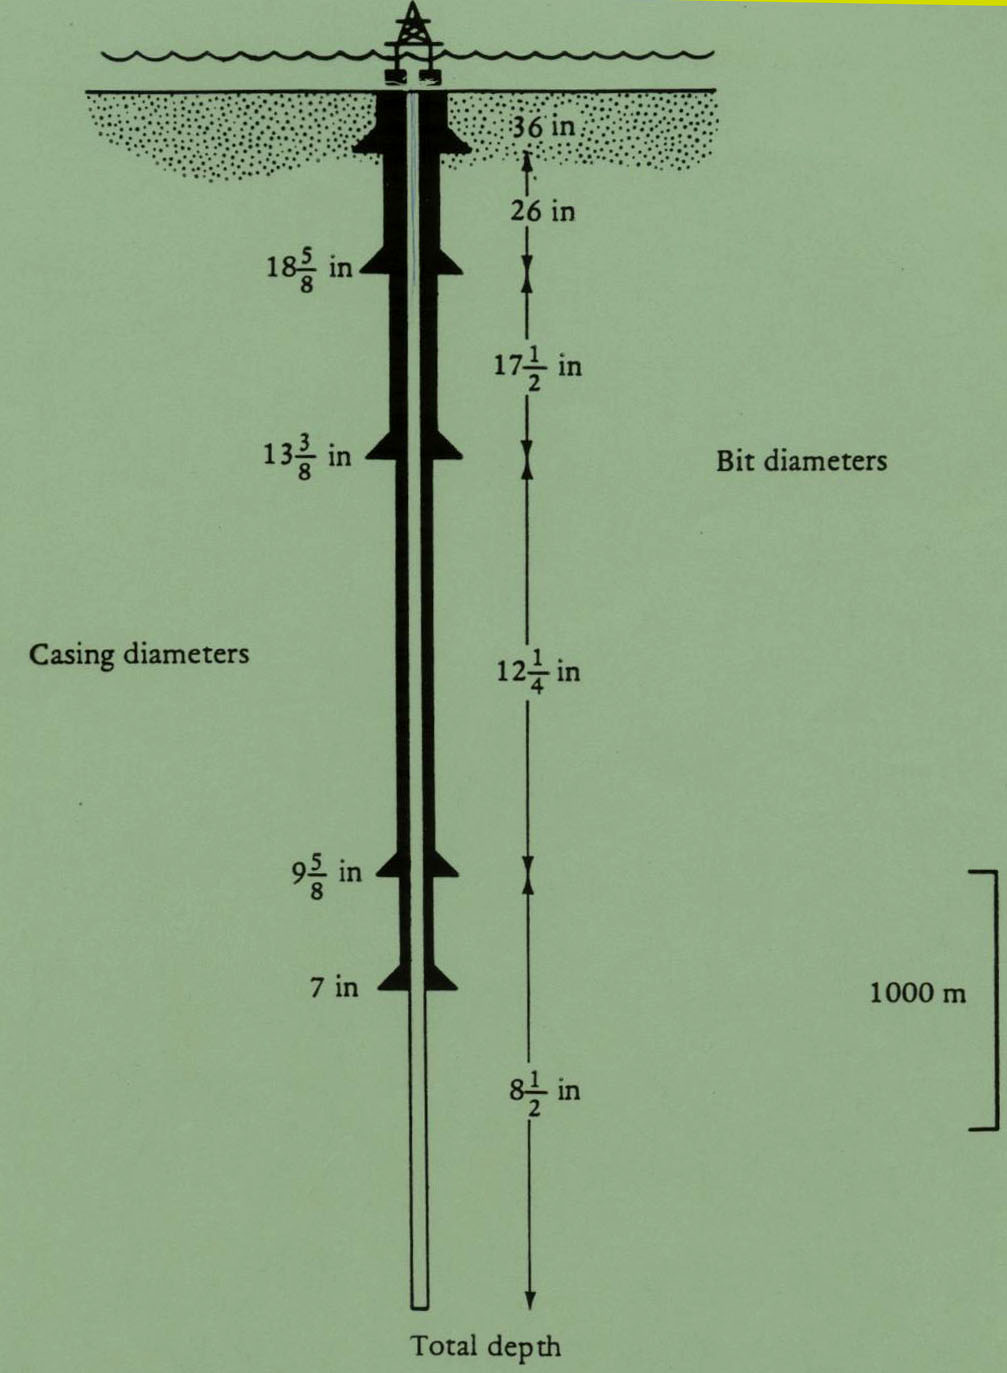 36 in
26 in
18 5/8 in
17 1/2 in
13 3/8 in
Bit diameters
Casing diameters
12 1/4 in
9 5/8 in
7 in
1000 m
8 1/2 in
Total depth